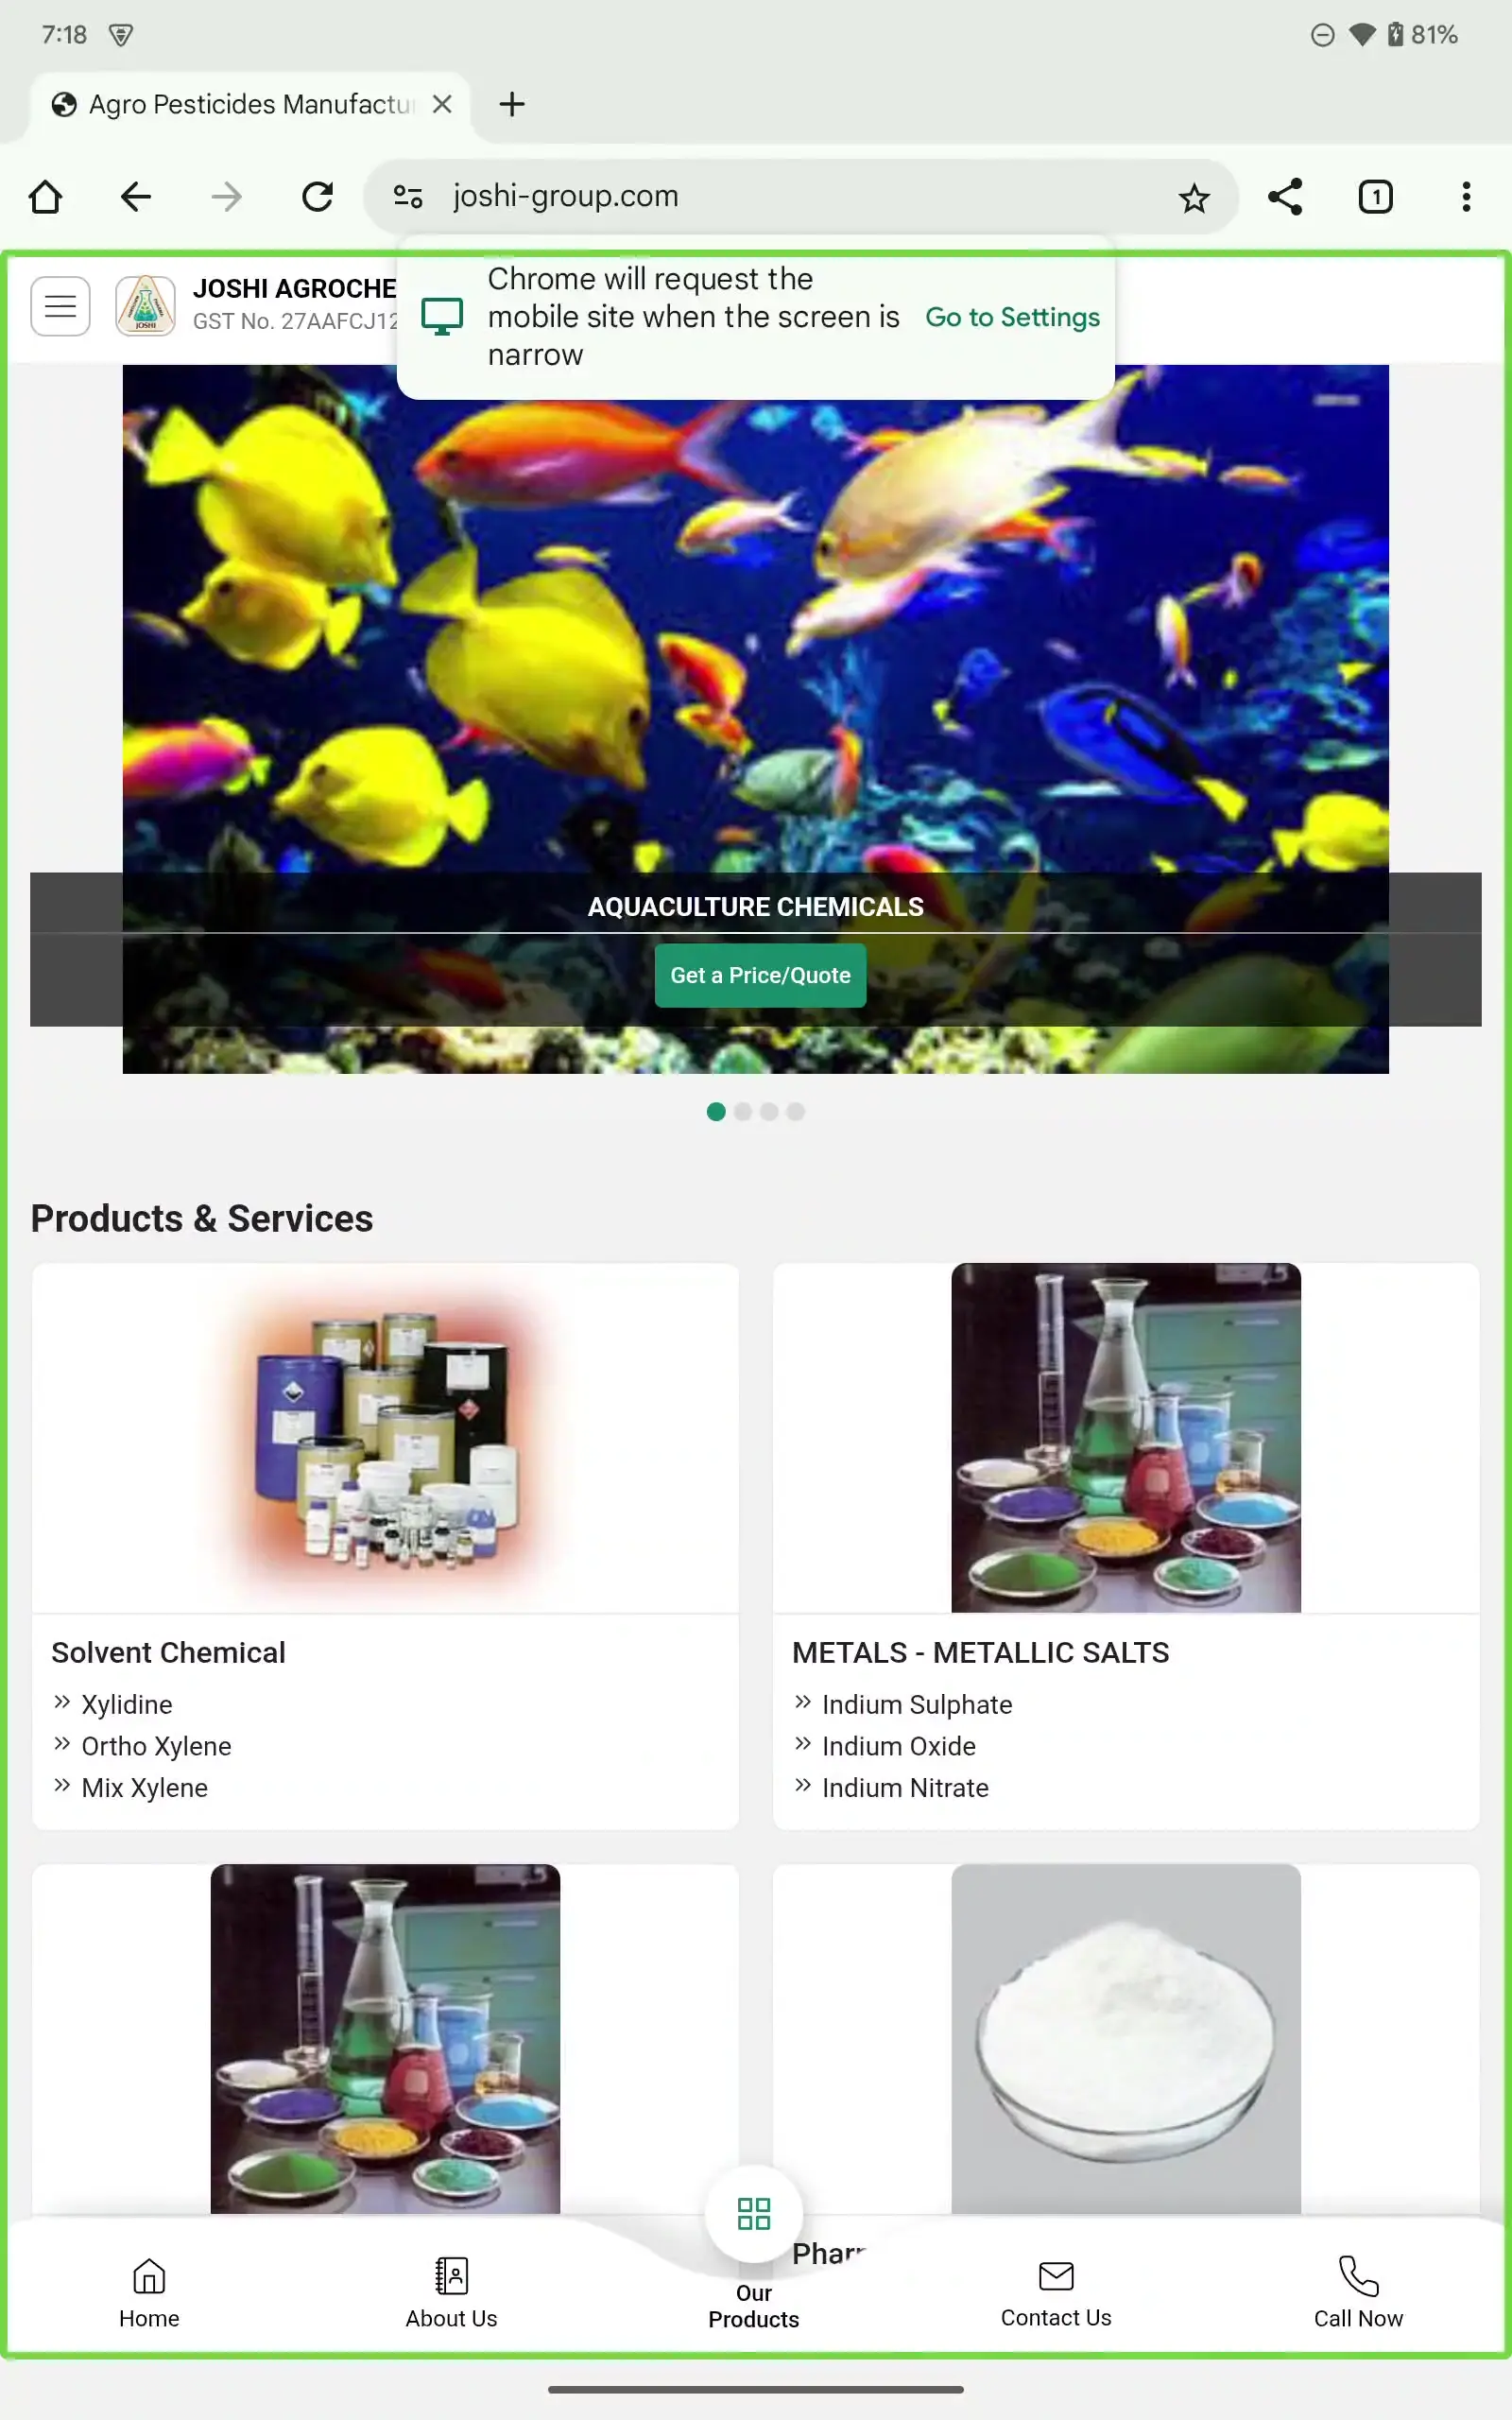 7:18
81%
Agro Pesticides Manufactu
joshi-group.com
1
Chrome will request the
mobile site when the screen is
narrow
Go to Settings
JOSHI AGROCHE
GST No. 27AAFCJ12
JOSHI
AQUACULTURE CHEMICALS
Get a Price/Quote
Products & Services
Solvent Chemical
Xylidine
Ortho Xylene
Mix Xylene
METALS - METALLIC SALTS
Indium Sulphate
Indium Oxide
Indium Nitrate
Phar
Home
About Us
Our
Products
Contact Us
Call Now